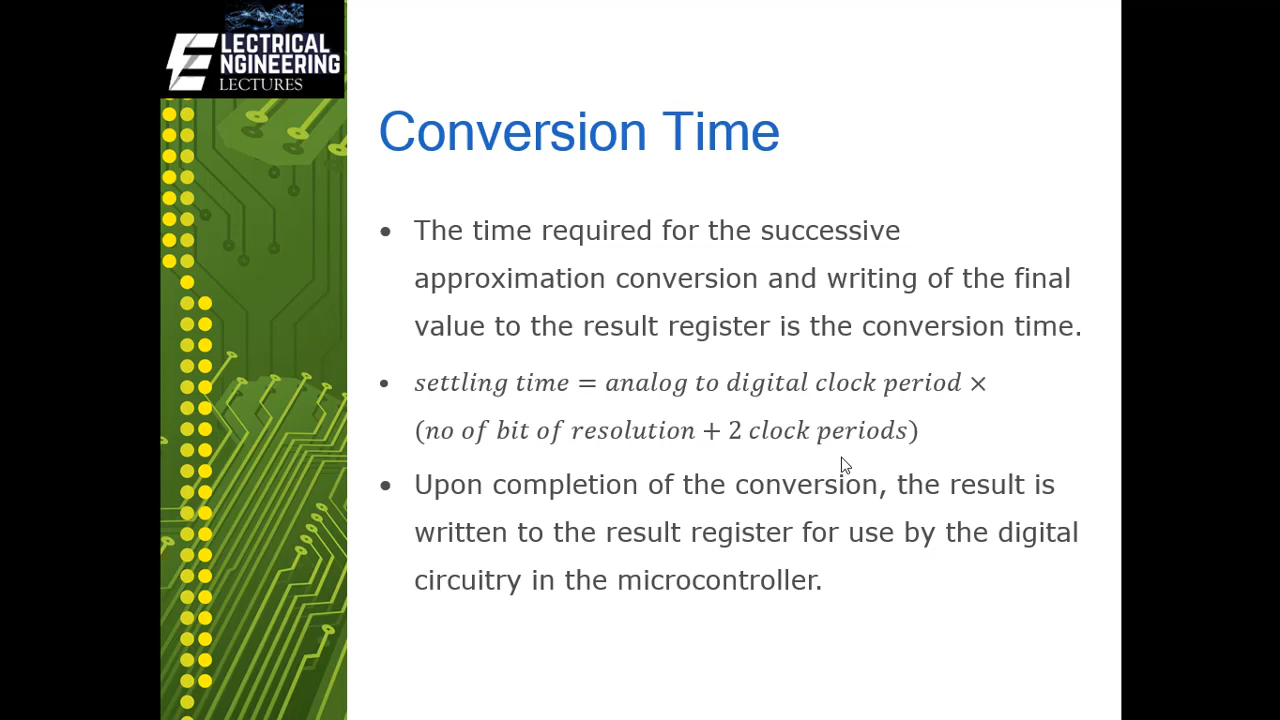 ELECTRICAL
ENGINEERING
LECTURES
Conversion Time
• The time required for the successive
approximation conversion and writing of the final
value to the result register is the conversion time.
• settling time = analog to digital clock period ×
(no of bit of resolution + 2 clock periods)
• Upon completion of the conversion, the result is
written to the result register for use by the digital
circuitry in the microcontroller.